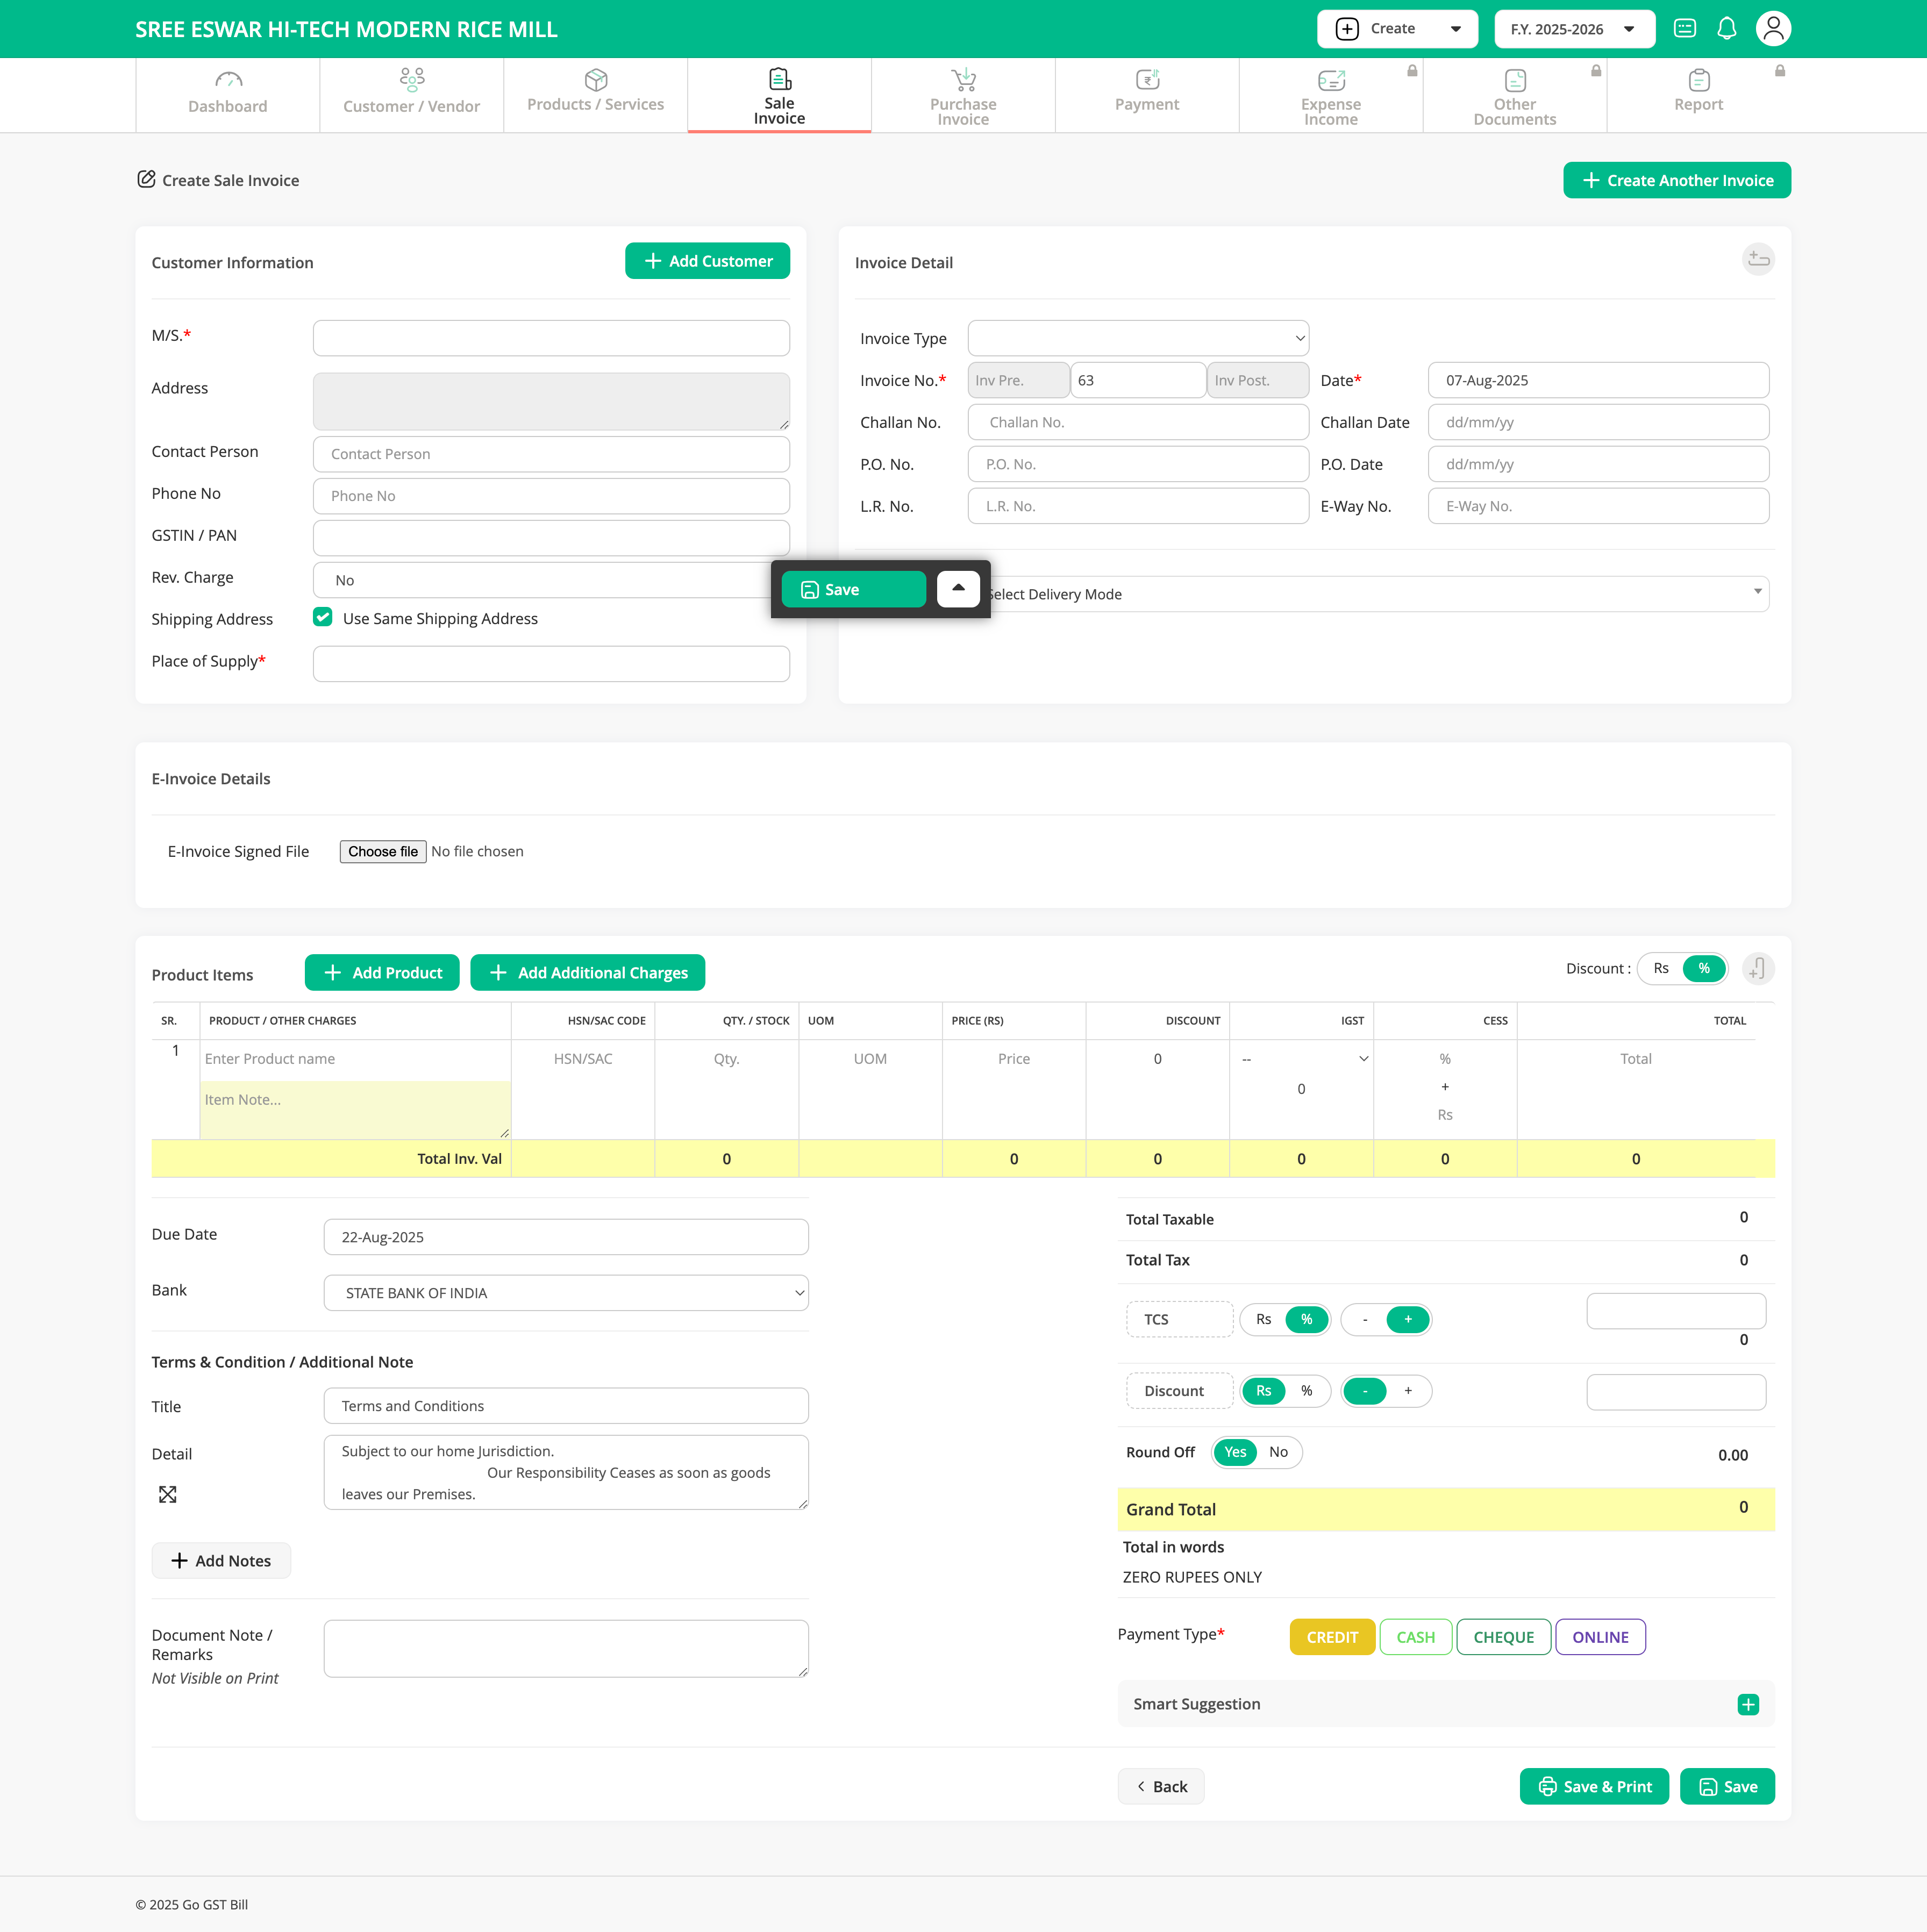 SREE ESWAR HI-TECH MODERN RICE MILL
Create
F.Y. 2025-2026
Dashboard
Customer / Vendor
Products / Services
Sale
Invoice
Purchase
Invoice
Payment
Expense
Income
Other
Documents
Report
Create Sale Invoice
Create Another Invoice
Customer Information
Add Customer
M/S.*
Address
Contact Person
Contact Person
Phone No
Phone No
GSTIN / PAN
Rev. Charge
No
Shipping Address
Use Same Shipping Address
Place of Supply*
Invoice Detail
Invoice Type
Invoice No.*
Inv Pre.
63
Inv Post.
Date*
07-Aug-2025
Challan No.
Challan No.
Challan Date
dd/mm/yy
P.O. No.
P.O. No.
P.O. Date
dd/mm/yy
L.R. No.
L.R. No.
E-Way No.
E-Way No.
Save
Select Delivery Mode
E-Invoice Details
E-Invoice Signed File
Choose file No file chosen
Product Items
Add Product
Add Additional Charges
Discount : Rs %
SR. PRODUCT / OTHER CHARGES HSN/SAC CODE QTY. / STOCK UOM PRICE (RS) DISCOUNT IGST CESS TOTAL
1 Enter Product name HSN/SAC Qty. UOM Price 0 -- % Total
0 +
Item Note...
Rs
Total Inv. Val 0 0 0 0 0 0
Due Date
22-Aug-2025
Bank
STATE BANK OF INDIA
Terms & Condition / Additional Note
Title
Terms and Conditions
Detail
Subject to our home Jurisdiction.
Our Responsibility Ceases as soon as goods
leaves our Premises.
Add Notes
Document Note /
Remarks
Not Visible on Print
Total Taxable 0
Total Tax 0
TCS Rs % - +
0
Discount Rs % - +
Round Off Yes No 0.00
Grand Total 0
Total in words
ZERO RUPEES ONLY
Payment Type* CREDIT CASH CHEQUE ONLINE
Smart Suggestion
Back
Save & Print
Save
© 2025 Go GST Bill